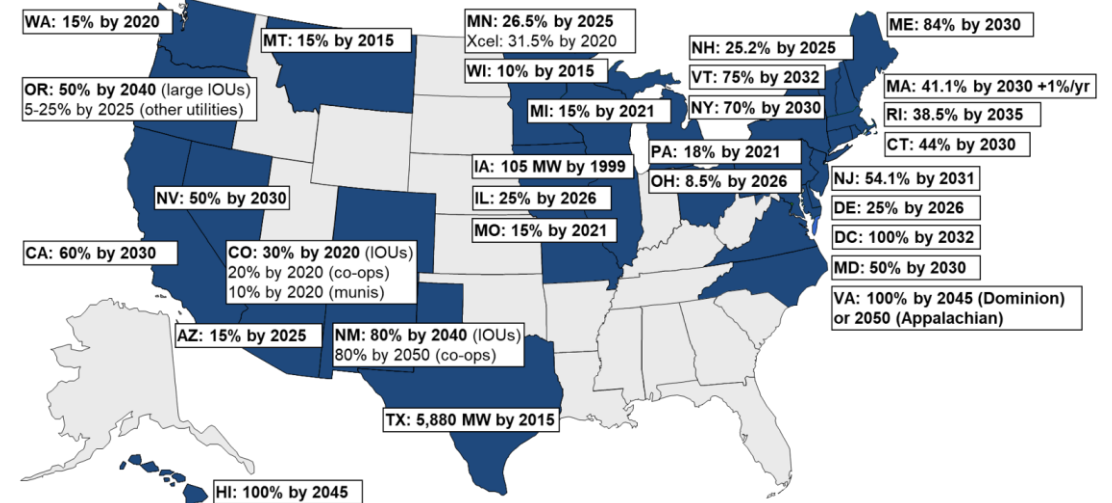 WA: 15% by 2020
MT: 15% by 2015
MN: 26.5% by 2025
Xcel: 31.5% by 2020
ME: 84% by 2030
NH: 25.2% by 2025
WI: 10% by 2015
VT: 75% by 2032
OR: 50% by 2040 (large IOUs)
5-25% by 2025 (other utilities)
MA: 41.1% by 2030 +1%/yr
MI: 15% by 2021
NY: 70% by 2030
RI: 38.5% by 2035
CT: 44% by 2030
PA: 18% by 2021
IA: 105 MW by 1999
OH: 8.5% by 2026
NJ: 54.1% by 2031
NV: 50% by 2030
IL: 25% by 2026
DE: 25% by 2026
MO: 15% by 2021
DC: 100% by 2032
CA: 60% by 2030
CO: 30% by 2020 (IOUs)
20% by 2020 (co-ops)
10% by 2020 (munis)
MD: 50% by 2030
VA: 100% by 2045 (Dominion)
or 2050 (Appalachian)
AZ: 15% by 2025
NM: 80% by 2040 (IOUs)
80% by 2050 (co-ops)
TX: 5,880 MW by 2015
HI: 100% by 2045